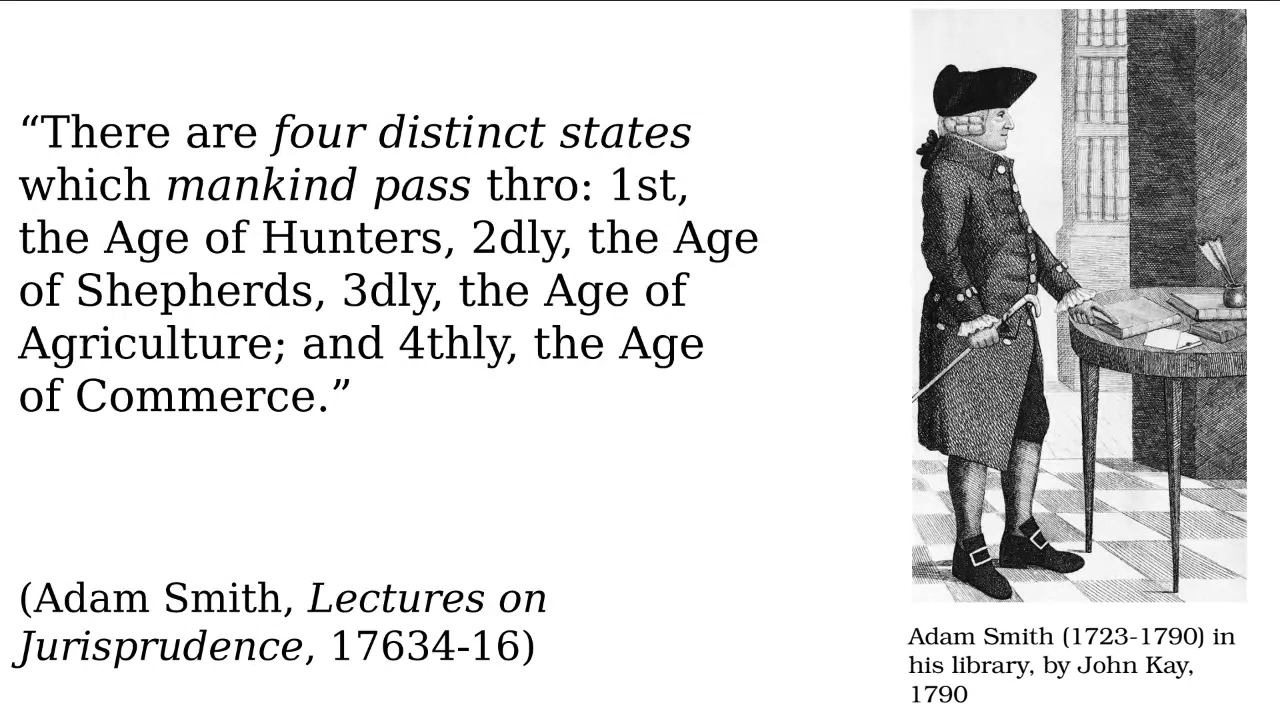 “There are four distinct states
which mankind pass thro: 1st,
the Age of Hunters, 2dly, the Age
of Shepherds, 3dly, the Age of
Agriculture; and 4thly, the Age
of Commerce.”
(Adam Smith, Lectures on
Jurisprudence, 17634-16)
Adam Smith (1723-1790) in
his library, by John Kay,
1790